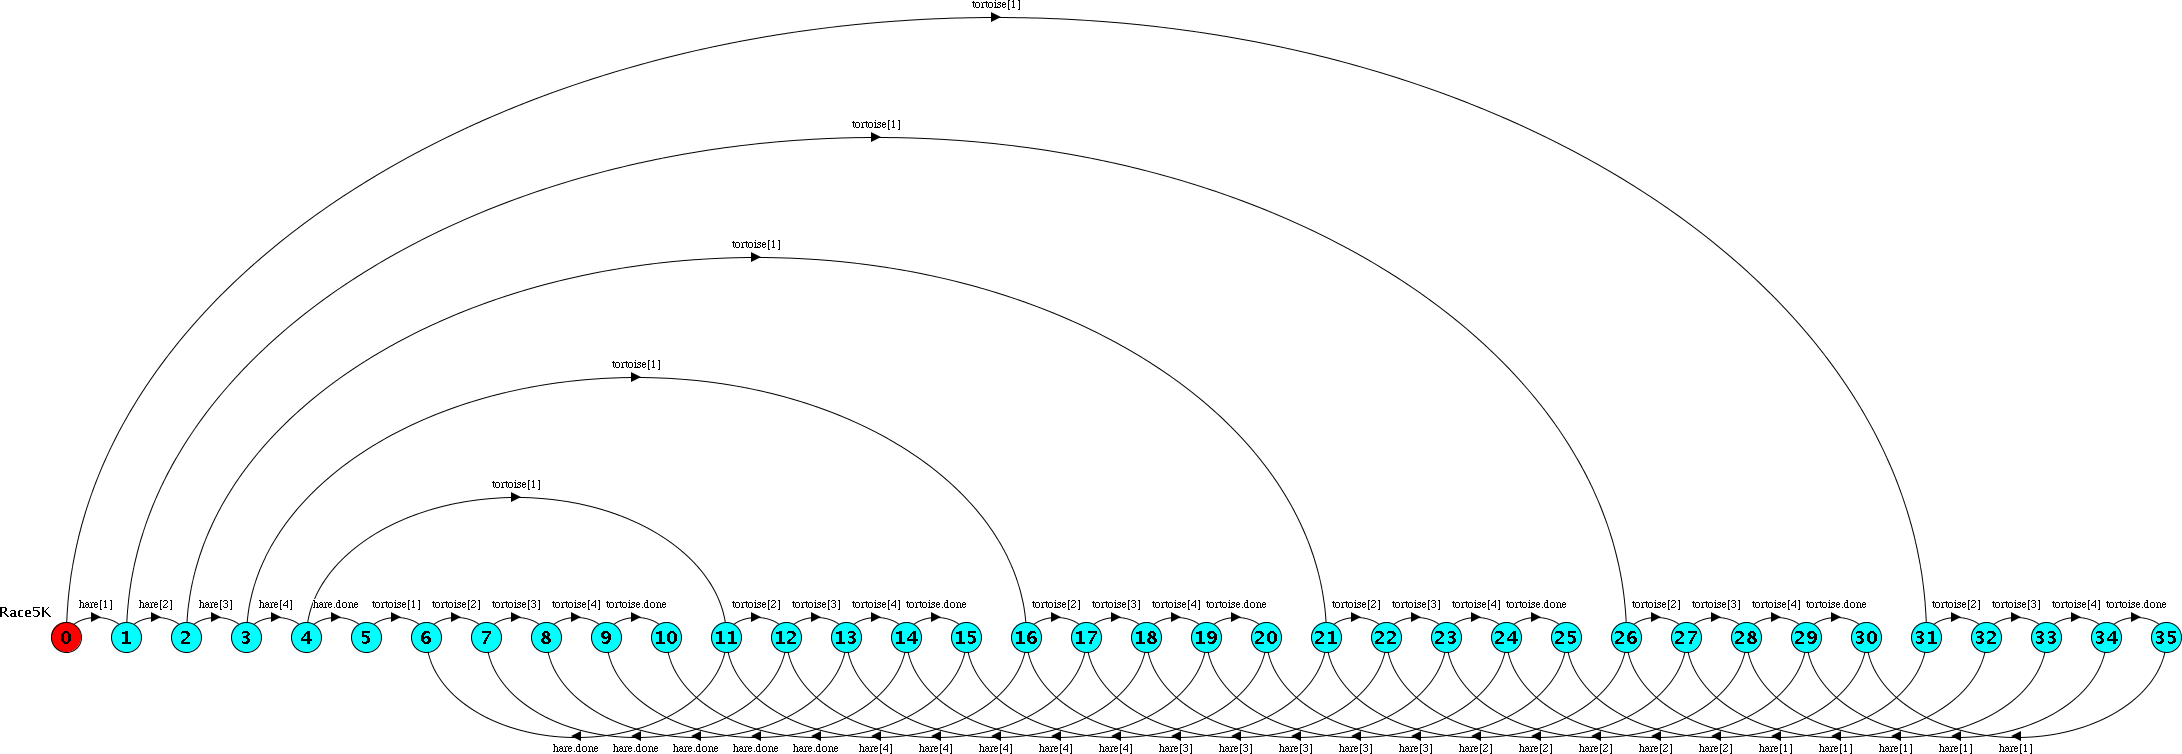 tortoise[1]
tortoise[1]
tortoise[1]
tortoise[1]
tortoise[1]
Race5K hare[1] hare[2] hare[3] hare[4] hare.done tortoise[1] tortoise[2] tortoise[3] tortoise[4] tortoise.done tortoise[2] tortoise[3] tortoise[4] tortoise.done tortoise[2] tortoise[3] tortoise[4] tortoise.done tortoise[2] tortoise[3] tortoise[4] tortoise.done tortoise[2] tortoise[3] tortoise[4] tortoise.done tortoise[2] tortoise[3] tortoise[4] tortoise.done
0 1 2 3 4 5 6 7 8 9 10 11 12 13 14 15 16 17 18 19 20 21 22 23 24 25 26 27 28 29 30 31 32 33 34 35
hare.done hare.done hare.done hare.done hare.done hare[4] hare[4] hare[4] hare[4] hare[4] hare[3] hare[3] hare[3] hare[3] hare[3] hare[2] hare[2] hare[2] hare[2] hare[2] hare[1] hare[1] hare[1] hare[1] hare[1]